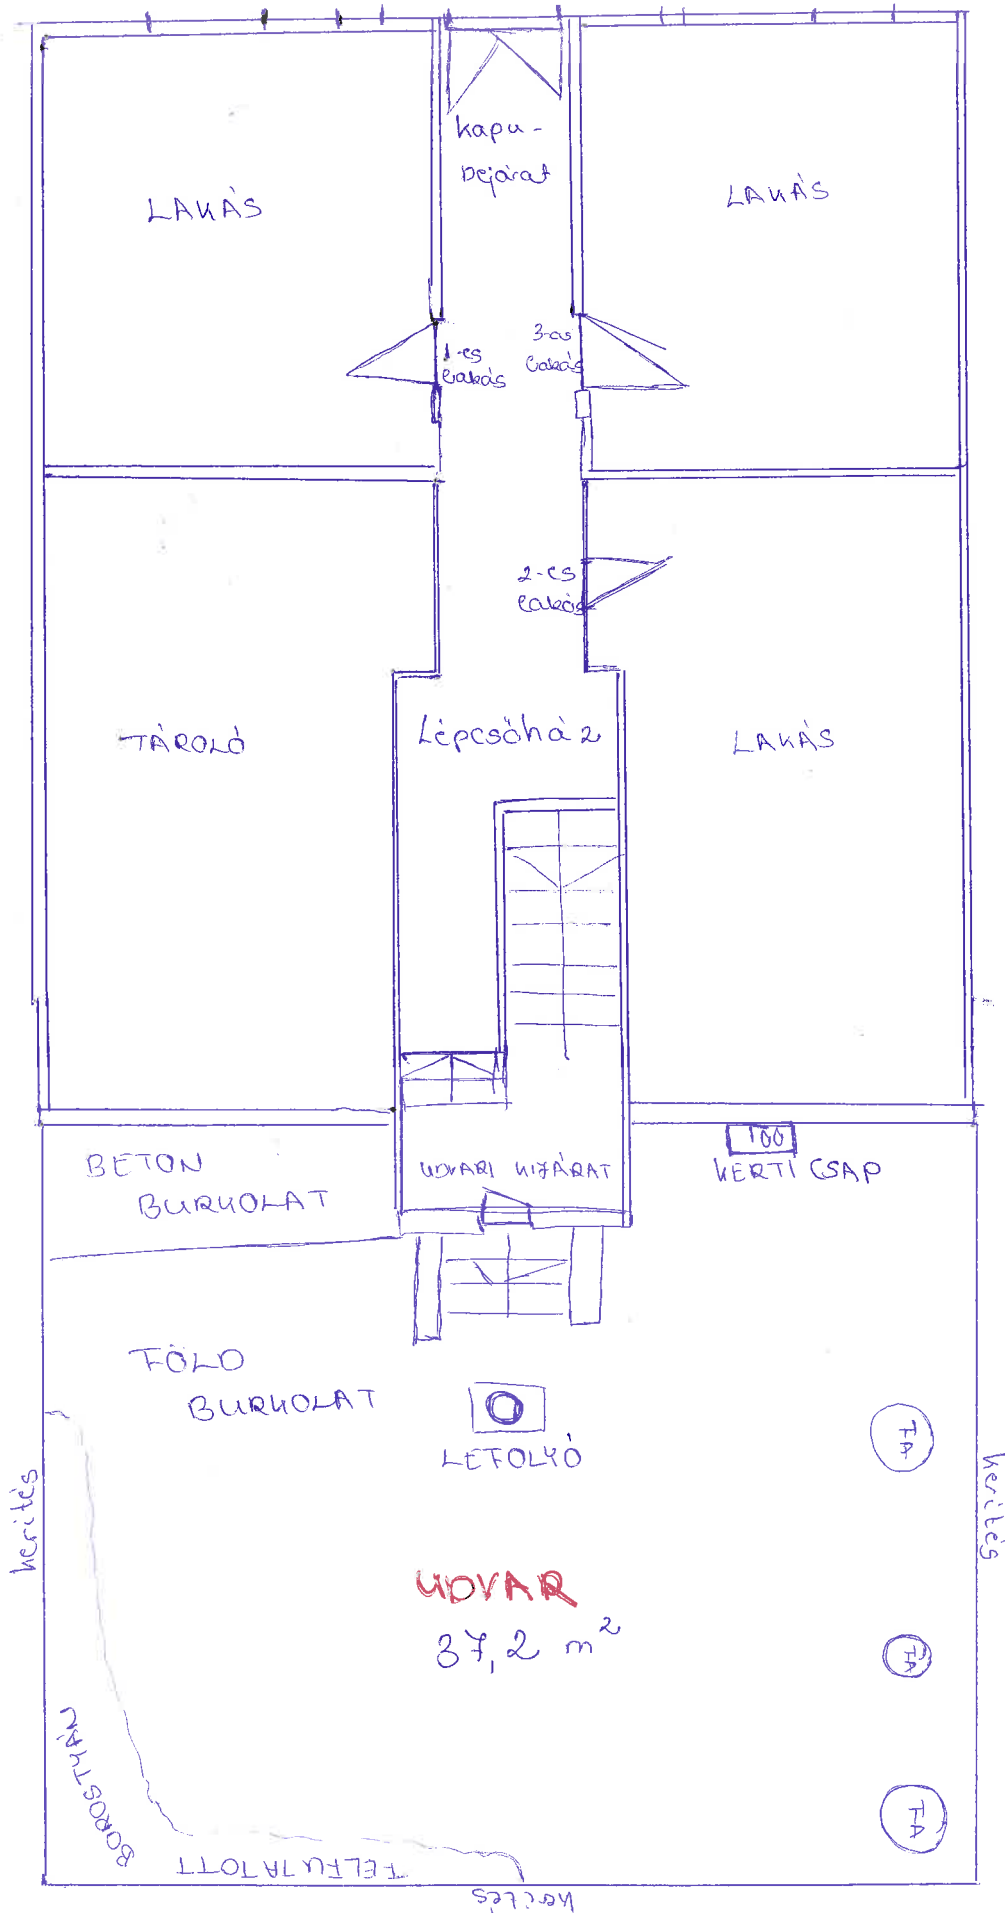 kapu-
bejárat
LAKÁS
LAKÁS
1-es
lakás
3-as
lakás
2-es
lakás
TÁROLÓ
Lépcsőház
LAKÁS
BETON
BURKOLAT
UDVARI KIJÁRAT
KERTI CSAP
FÖLD
BURKOLAT
LEFOLYÓ
FA
kerítés
kerítés
UDVAR
37,2 m²
FA
BOROSTYÁN
FA
FELFUTATOTT
kerítés